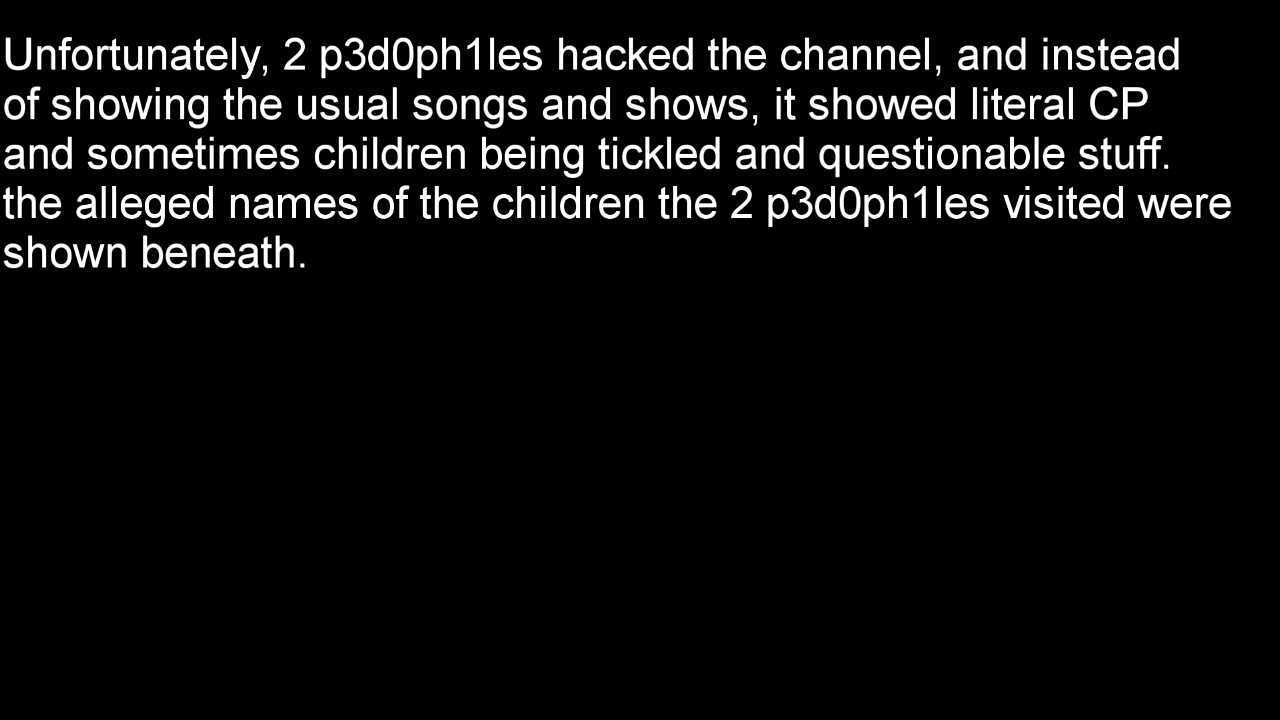 Unfortunately, 2 p3d0ph1les hacked the channel, and instead
of showing the usual songs and shows, it showed literal CP
and sometimes children being tickled and questionable stuff.
the alleged names of the children the 2 p3d0ph1les visited were
shown beneath.